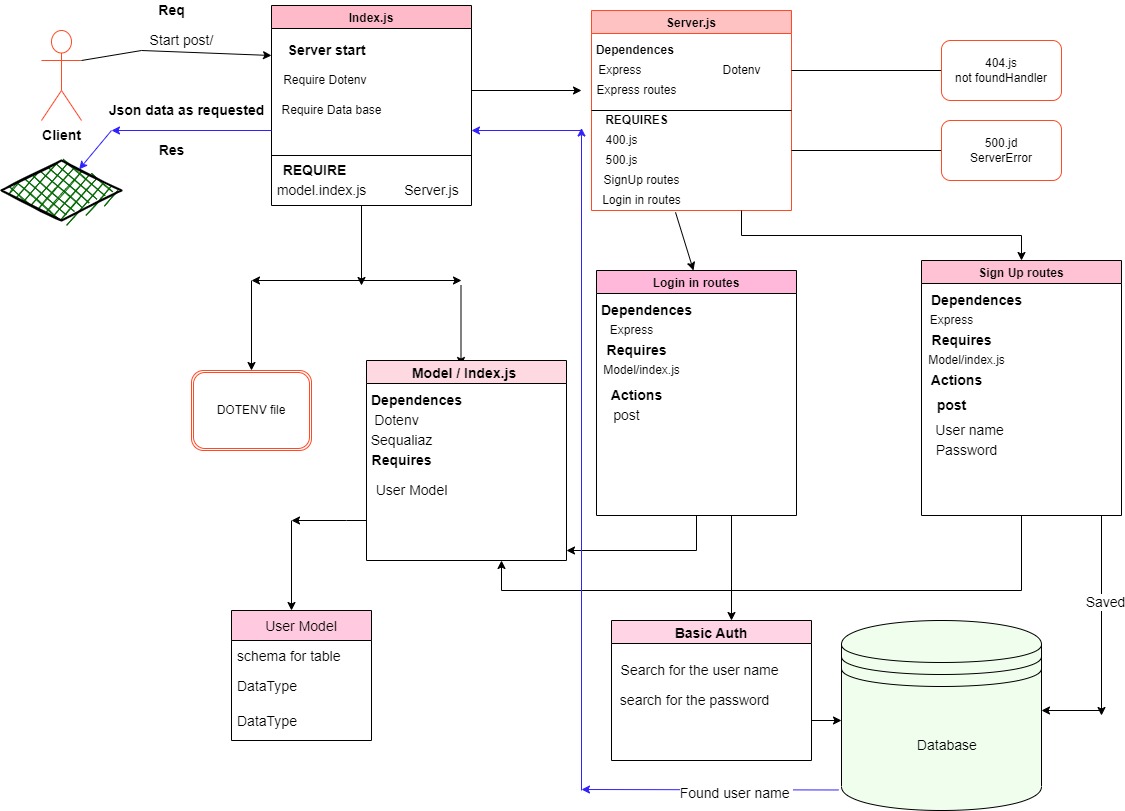 Req
Start post/
Client
Json data as requested
Res
Index.js
Server start
Require Dotenv
Require Data base
REQUIRE
model.index.js Server.js
Server.js
Dependences
Express Dotenv
Express routes
REQUIRES
400.js
500.js
SignUp routes
Login in routes
404.js
not foundHandler
500.jd
ServerError
DOTENV file
Model / Index.js
Dependences
Dotenv
Sequaliaz
Requires
User Model
Login in routes
Dependences
Express
Requires
Model/index.js
Actions
post
Sign Up routes
Dependences
Express
Requires
Model/index.js
Actions
post
User name
Password
User Model
schema for table
DataType
DataType
Basic Auth
Search for the user name
search for the password
Saved
Database
Found user name